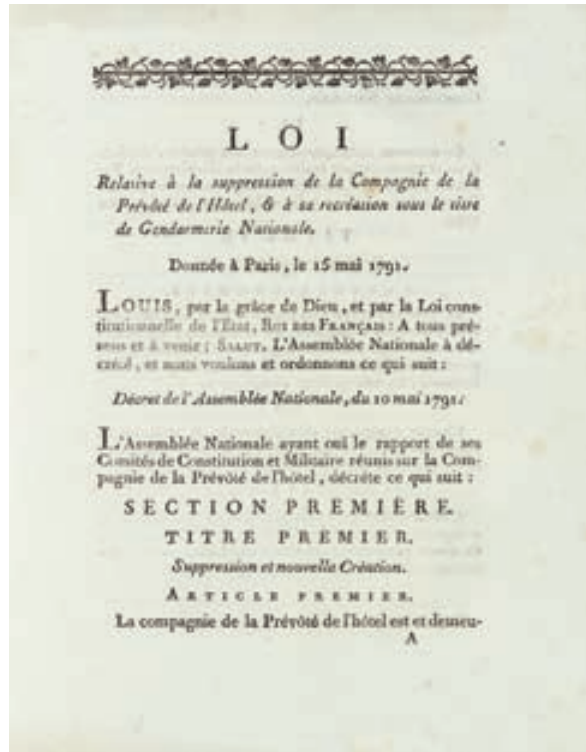 LOI
Relative à la suppression de la Compagnie de la
Prévôté de l'Hôtel, & à sa recréation sous le titre
de Gendarmerie Nationale.
Donnée à Paris, le 15 mai 1791.
LOUIS, par la grâce de Dieu, et par la Loi cons-
titutionnelle de l'État, ROI DES FRANÇAIS : A tous pré-
sens et à venir ; SALUT. L'Assemblée Nationale à dé-
crété, et nous voulons et ordonnons ce qui suit :
Décret de l'Assemblée Nationale, du 10 mai 1791.
L'Assemblée Nationale ayant oui le rapport de ses
Comités de Constitution et Militaire réunis sur la Com-
pagnie de la Prévôté de l'hôtel, décréte ce qui suit :
SECTION PREMIÈRE.
TITRE PREMIER.
Suppression et nouvelle Création.
ARTICLE PREMIER.
La compagnie de la Prévôté de l'hôtel est et demeu-
A